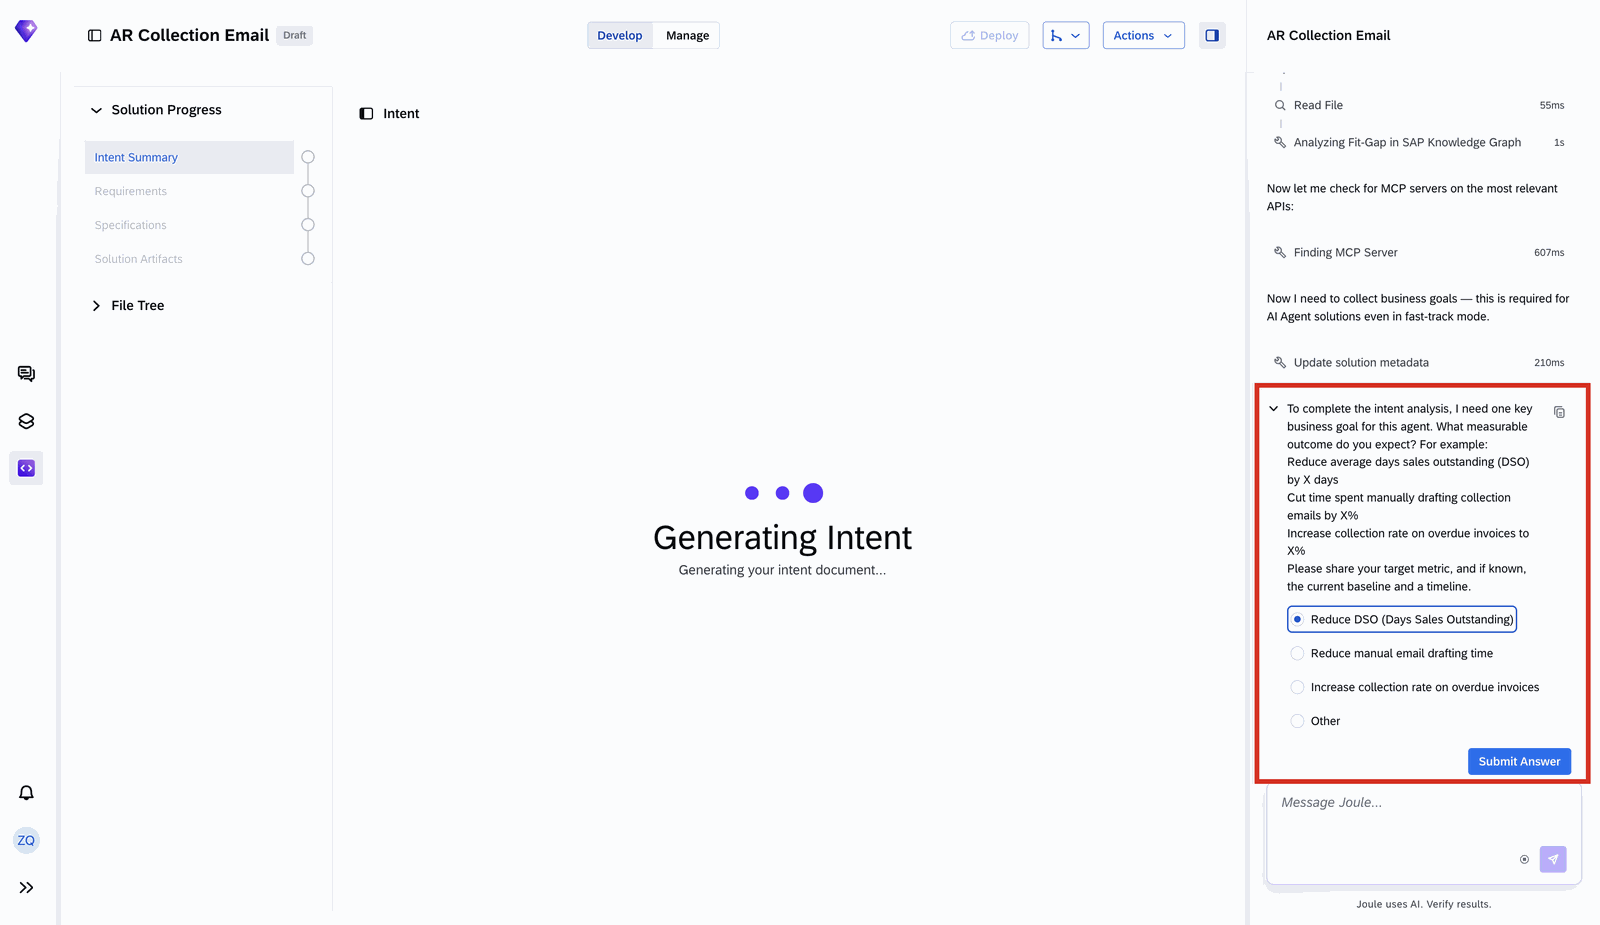 AR Collection Email
Draft
Develop
Manage
Deploy
Actions
AR Collection Email
Solution Progress
Intent Summary
Requirements
Specifications
Solution Artifacts
File Tree
Intent
Generating Intent
Generating your intent document...
Read File
55ms
Analyzing Fit-Gap in SAP Knowledge Graph
1s
Now let me check for MCP servers on the most relevant
APIs:
Finding MCP Server
607ms
Now I need to collect business goals — this is required for
AI Agent solutions even in fast-track mode.
Update solution metadata
210ms
To complete the intent analysis, I need one key
business goal for this agent. What measurable
outcome do you expect? For example:
Reduce average days sales outstanding (DSO)
by X days
Cut time spent manually drafting collection
emails by X%
Increase collection rate on overdue invoices to
X%
Please share your target metric, and if known,
the current baseline and a timeline.
Reduce DSO (Days Sales Outstanding)
Reduce manual email drafting time
Increase collection rate on overdue invoices
Other
Submit Answer
Message Joule...
Joule uses AI. Verify results.
ZQ